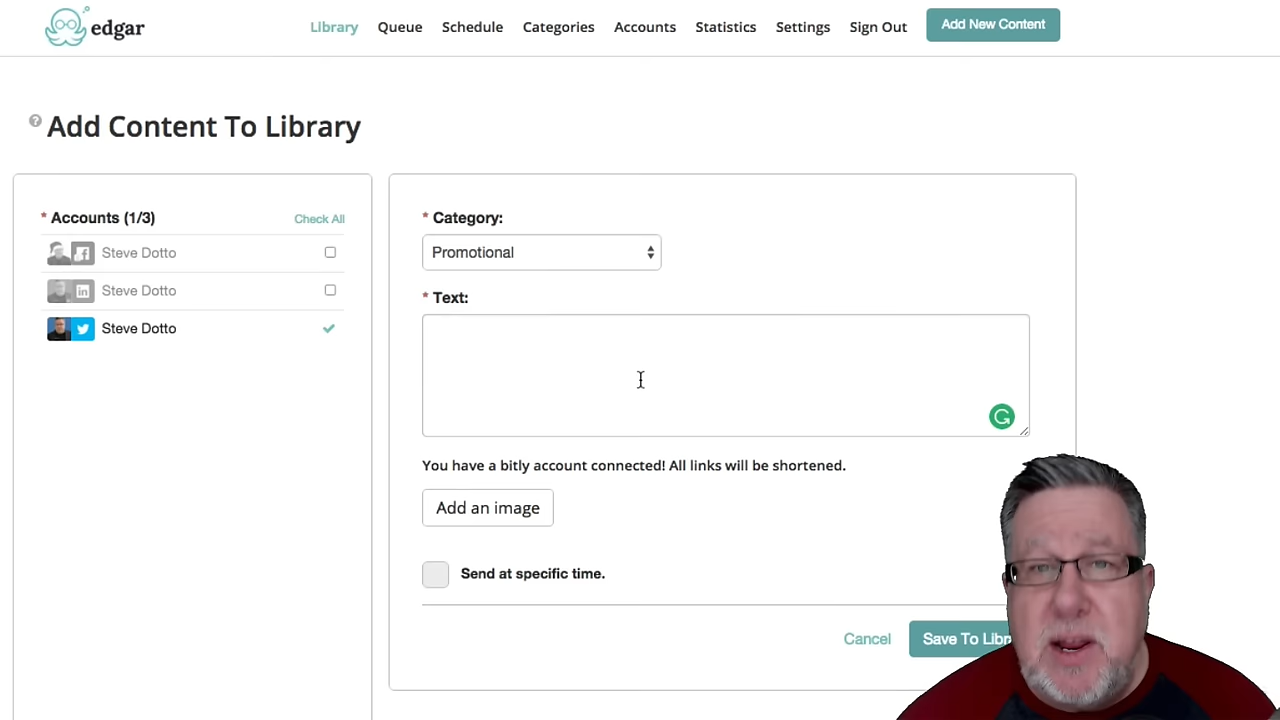 edgar
Library Queue Schedule Categories Accounts Statistics Settings Sign Out Add New Content
? Add Content To Library
* Accounts (1/3) Check All
Steve Dotto
Steve Dotto
Steve Dotto
* Category:
Promotional
* Text:
You have a bitly account connected! All links will be shortened.
Add an image
Send at specific time.
Cancel Save To